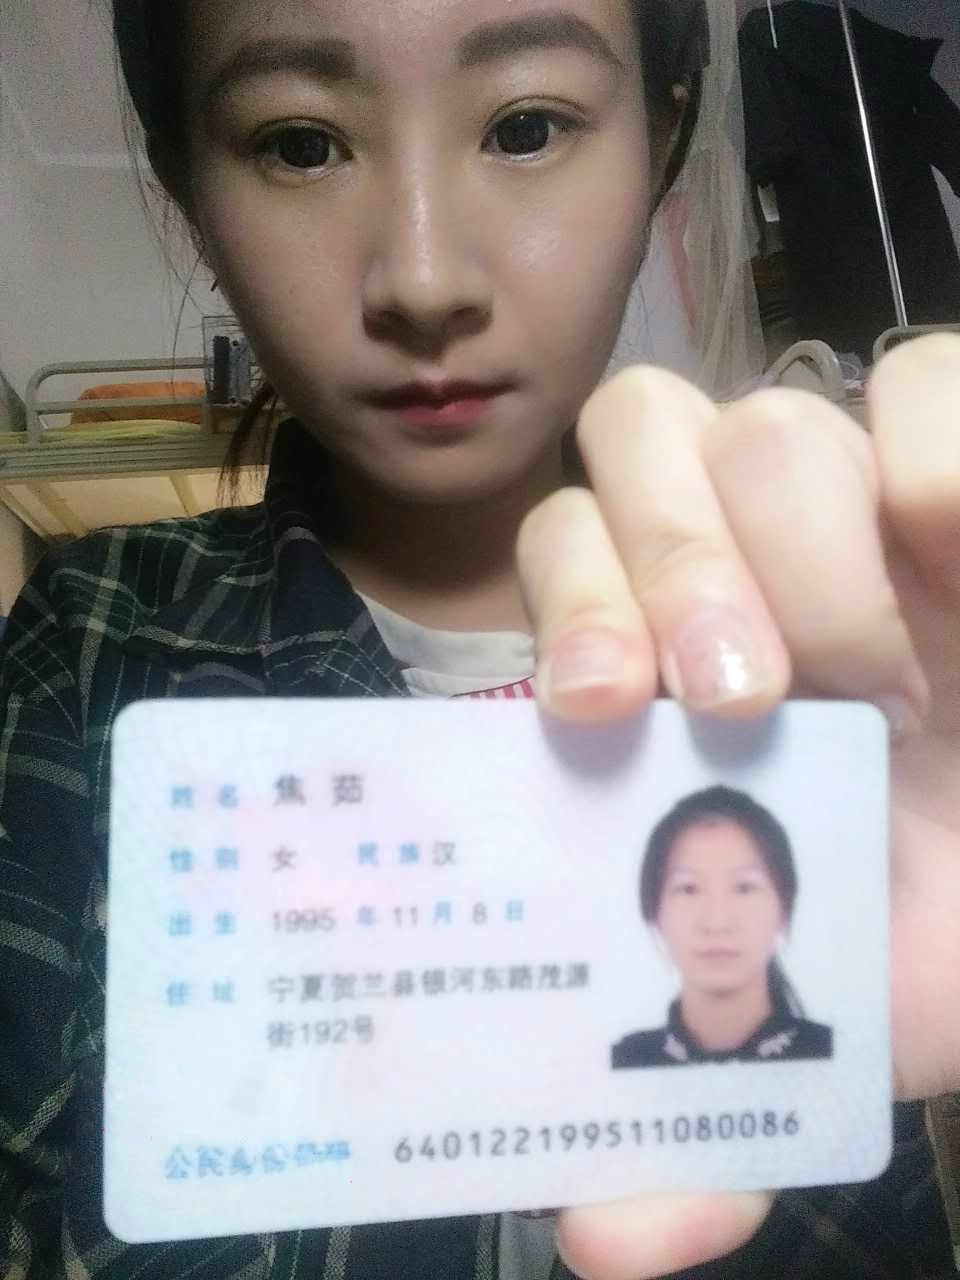 姓名 焦茹
性别 女 民族 汉
出生 1995 年 11 月 8 日
住址 宁夏贺兰县银河东路茂源
街192号
公民身份号码 640122199511080086